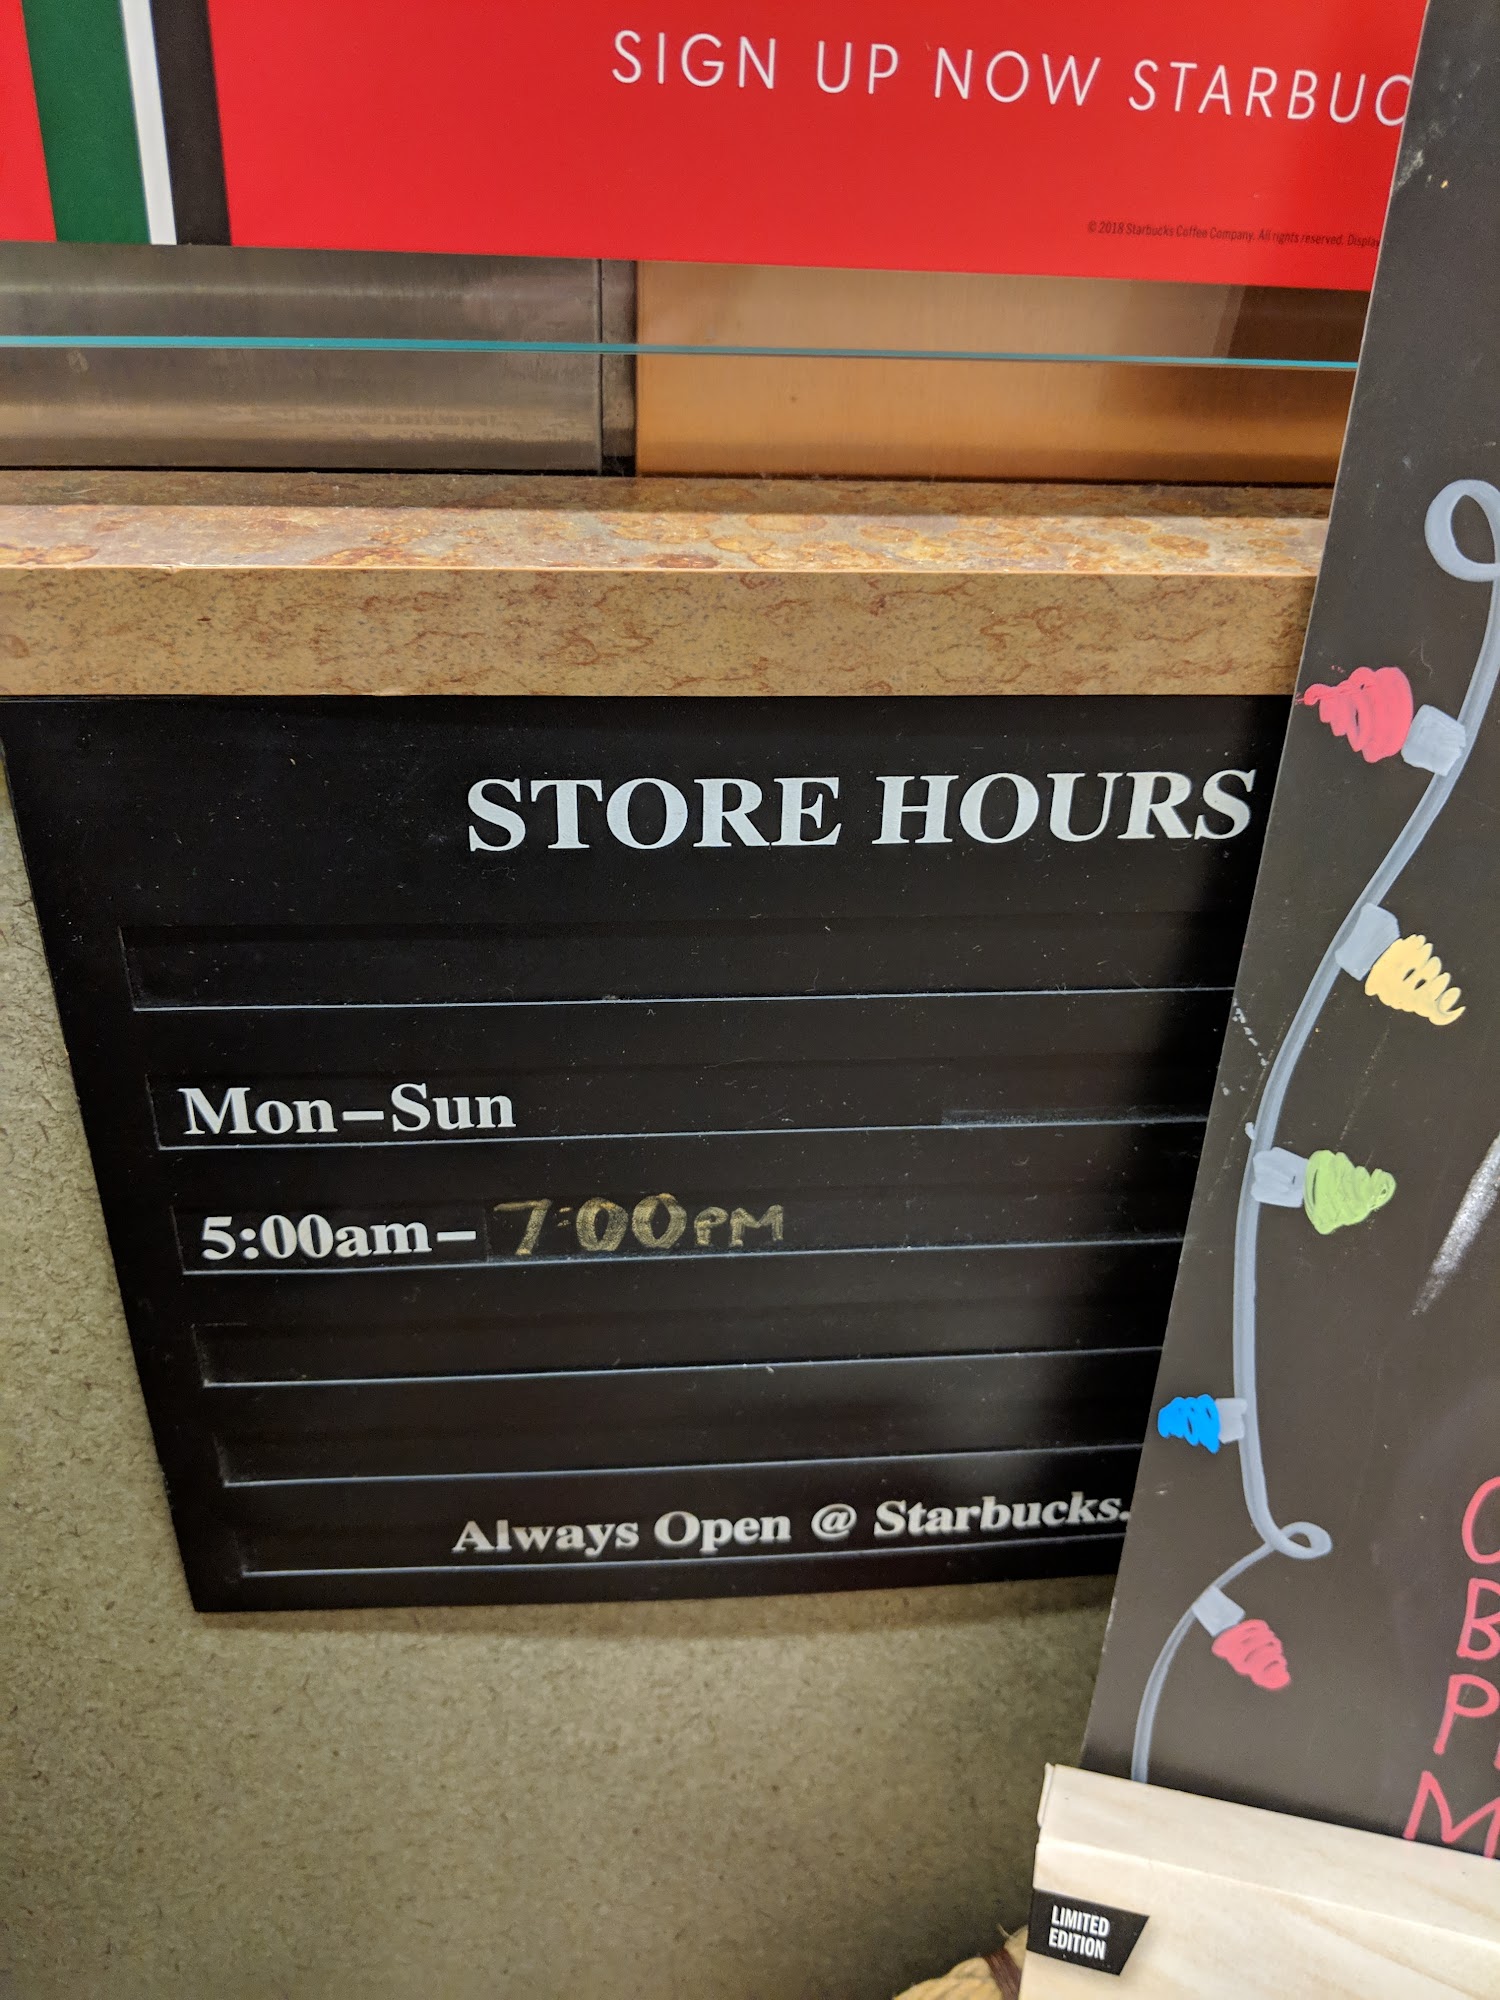 SIGN UP NOW STARBUC
© 2018 Starbucks Coffee Company. All rights reserved. Display
STORE HOURS
Mon–Sun
5:00am– 7:00PM
Always Open @ Starbucks.
B
P
M
LIMITED
EDITION